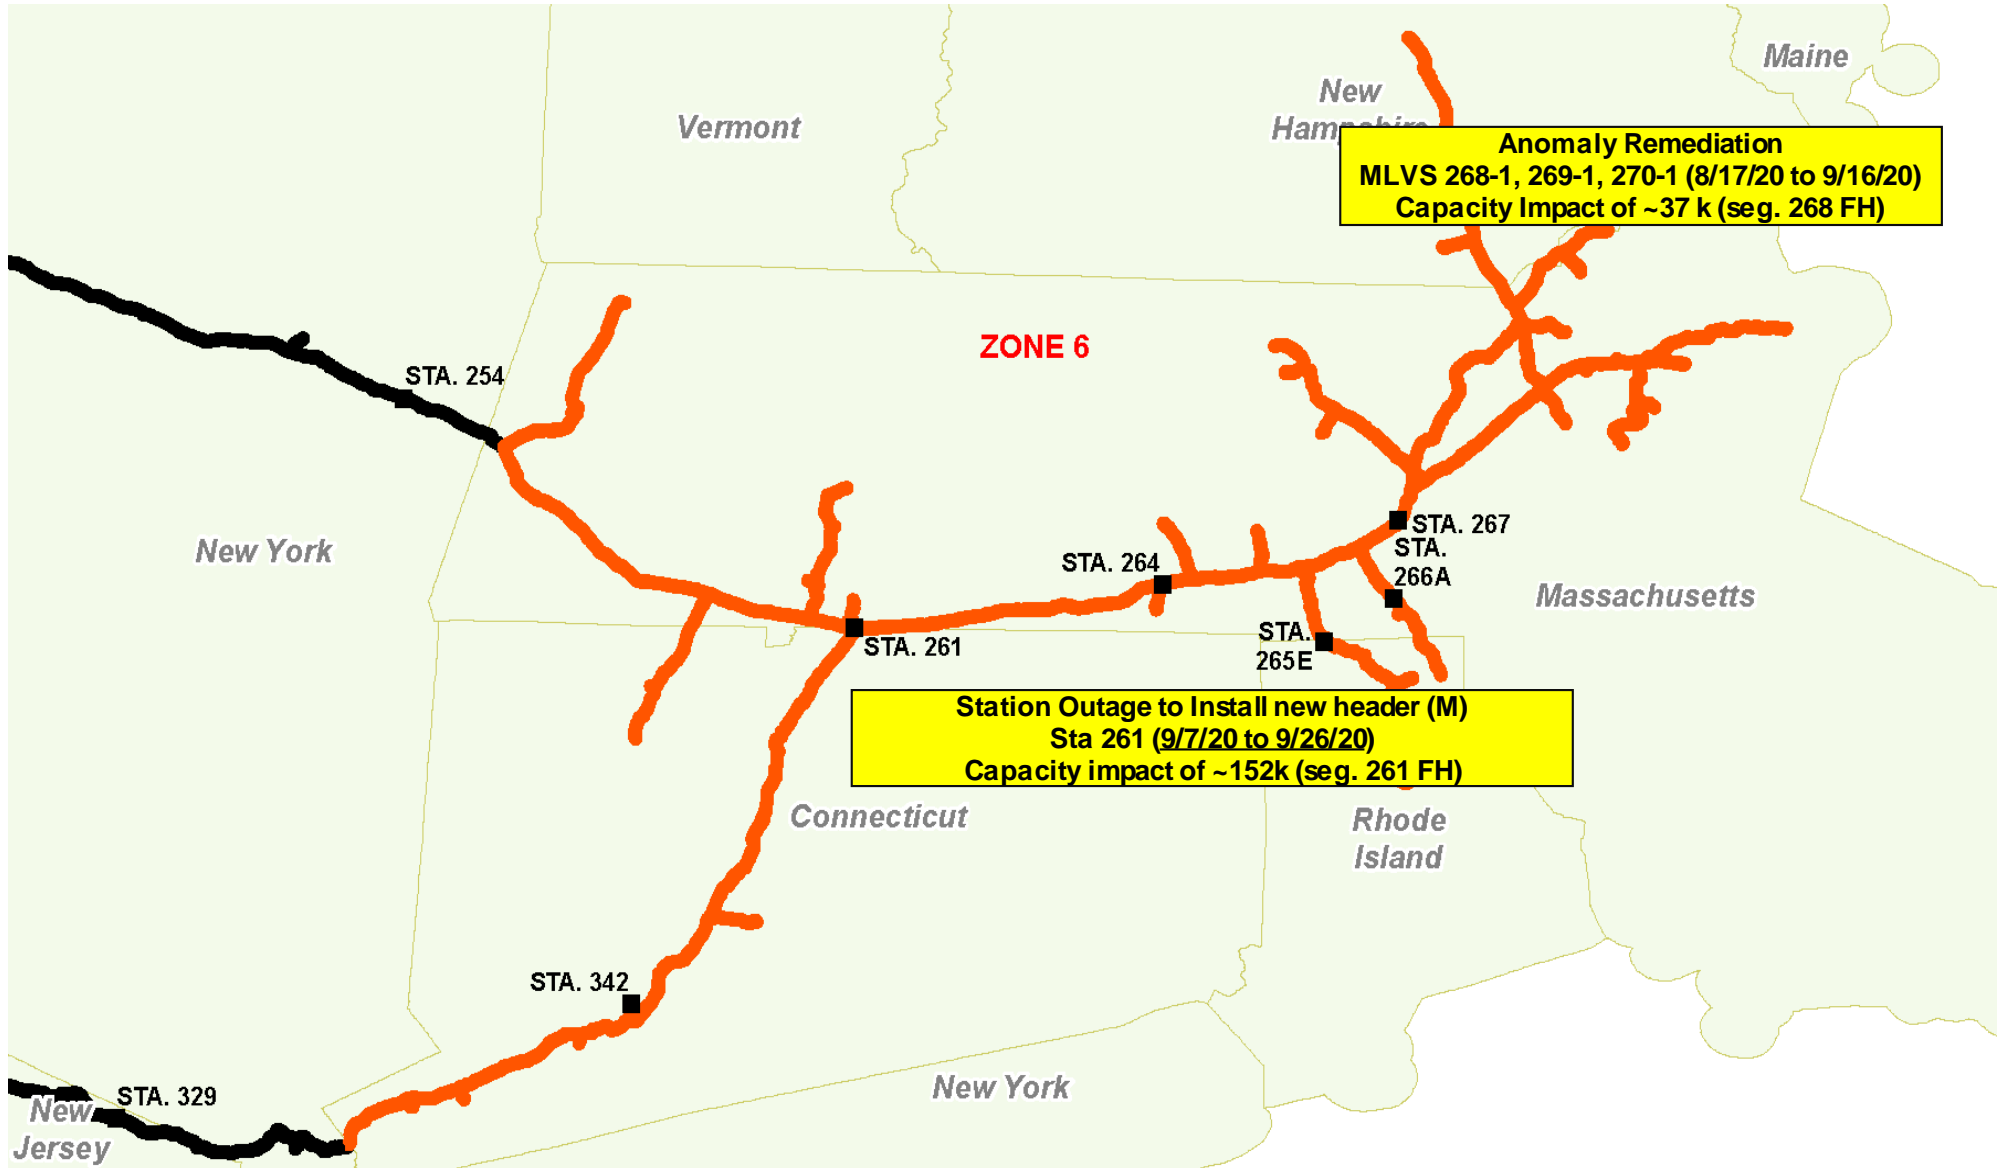 Maine
New
Hampshire
Vermont
Anomaly Remediation
MLVS 268-1, 269-1, 270-1 (8/17/20 to 9/16/20)
Capacity Impact of ~37 k (seg. 268 FH)
ZONE 6
STA. 254
New York
STA. 267
STA.
266A
STA. 264
Massachusetts
STA. 261
STA.
265E
Station Outage to Install new header (M)
Sta 261 (9/7/20 to 9/26/20)
Capacity impact of ~152k (seg. 261 FH)
Connecticut
Rhode
Island
STA. 342
New York
STA. 329
New
Jersey